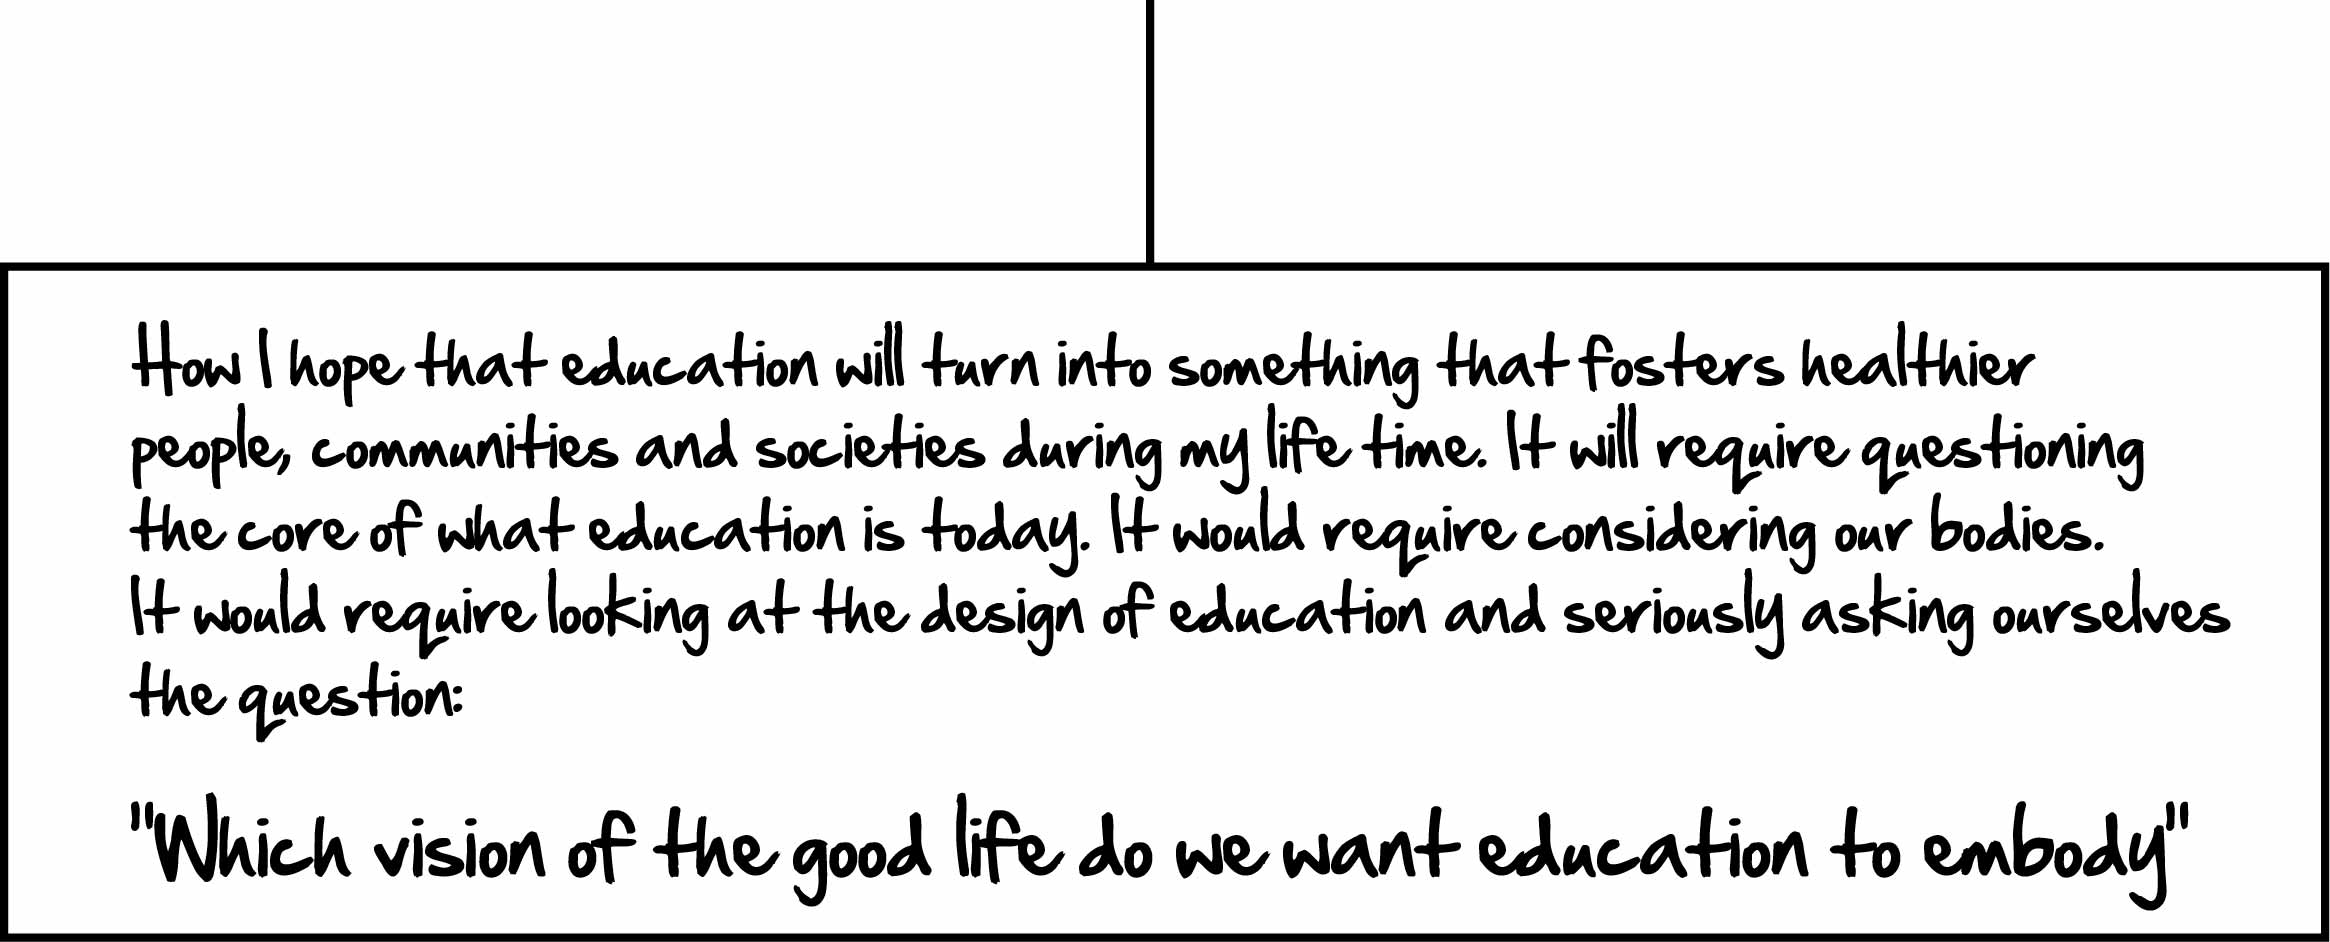 How I hope that education will turn into something that fosters healthier
people, communities and societies during my life time. It will require questioning
the core of what education is today. It would require considering our bodies.
It would require looking at the design of education and seriously asking ourselves
the question:
"Which vision of the good life do we want education to embody"